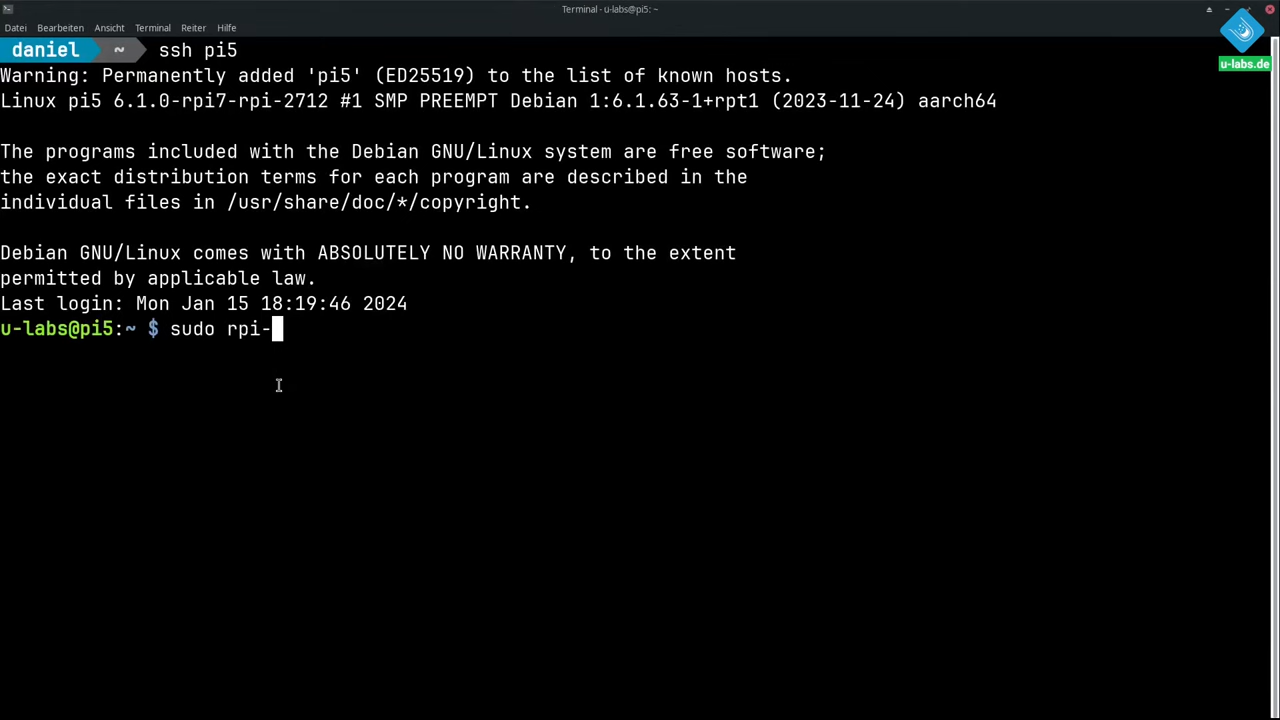 Terminal - u-labs@pi5: ~
Datei Bearbeiten Ansicht Terminal Reiter Hilfe
daniel ~ ssh pi5
Warning: Permanently added 'pi5' (ED25519) to the list of known hosts.
Linux pi5 6.1.0-rpi7-rpi-2712 #1 SMP PREEMPT Debian 1:6.1.63-1+rpt1 (2023-11-24) aarch64
The programs included with the Debian GNU/Linux system are free software;
the exact distribution terms for each program are described in the
individual files in /usr/share/doc/*/copyright.
Debian GNU/Linux comes with ABSOLUTELY NO WARRANTY, to the extent
permitted by applicable law.
Last login: Mon Jan 15 18:19:46 2024
u-labs@pi5:~ $ sudo rpi-
u-labs.de